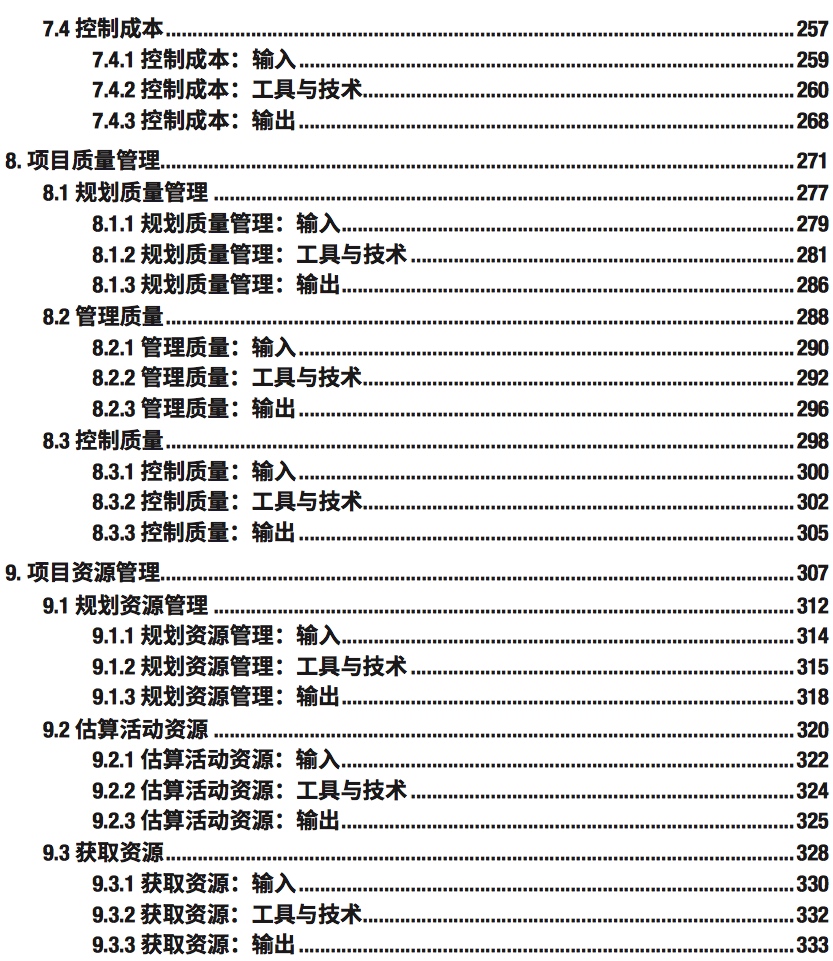 7.4 控制成本........257
7.4.1 控制成本：输入........259
7.4.2 控制成本：工具与技术........260
7.4.3 控制成本：输出........268
8. 项目质量管理........271
8.1 规划质量管理........277
8.1.1 规划质量管理：输入........279
8.1.2 规划质量管理：工具与技术........281
8.1.3 规划质量管理：输出........286
8.2 管理质量........288
8.2.1 管理质量：输入........290
8.2.2 管理质量：工具与技术........292
8.2.3 管理质量：输出........296
8.3 控制质量........298
8.3.1 控制质量：输入........300
8.3.2 控制质量：工具与技术........302
8.3.3 控制质量：输出........305
9. 项目资源管理........307
9.1 规划资源管理........312
9.1.1 规划资源管理：输入........314
9.1.2 规划资源管理：工具与技术........315
9.1.3 规划资源管理：输出........318
9.2 估算活动资源........320
9.2.1 估算活动资源：输入........322
9.2.2 估算活动资源：工具与技术........324
9.2.3 估算活动资源：输出........325
9.3 获取资源........328
9.3.1 获取资源：输入........330
9.3.2 获取资源：工具与技术........332
9.3.3 获取资源：输出........333